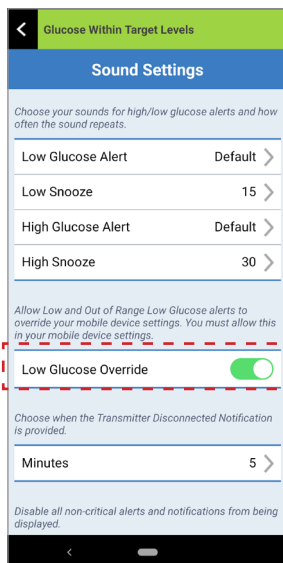 Glucose Within Target Levels
Sound Settings
Choose your sounds for high/low glucose alerts and how
often the sound repeats.
Low Glucose Alert Default
Low Snooze 15
High Glucose Alert Default
High Snooze 30
Allow Low and Out of Range Low Glucose alerts to
override your mobile device settings. You must allow this
in your mobile device settings.
Low Glucose Override
Choose when the Transmitter Disconnected Notification
is provided.
Minutes 5
Disable all non-critical alerts and notifications from being
displayed.